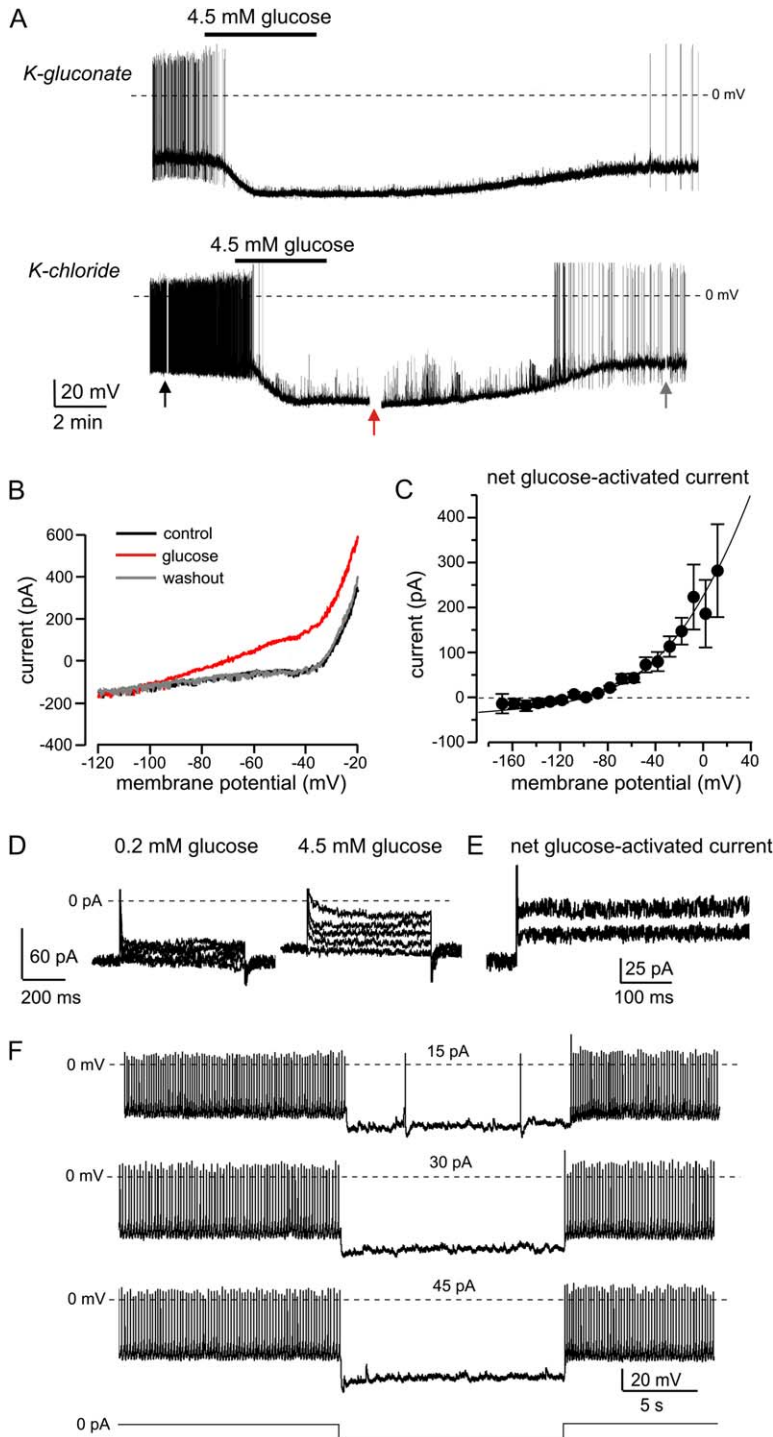 A
4.5 mM glucose
K-gluconate
0 mV
4.5 mM glucose
K-chloride
0 mV
20 mV
2 min
B
control
glucose
washout
600
400
200
0
-200
-400
current (pA)
-120 -100 -80 -60 -40 -20
membrane potential (mV)
C
net glucose-activated current
400
300
200
100
0
-100
current (pA)
-160 -120 -80 -40 0 40
membrane potential (mV)
D
0.2 mM glucose 4.5 mM glucose
0 pA
60 pA
200 ms
E
net glucose-activated current
25 pA
100 ms
F
15 pA
0 mV
30 pA
0 mV
45 pA
0 mV
20 mV
5 s
0 pA